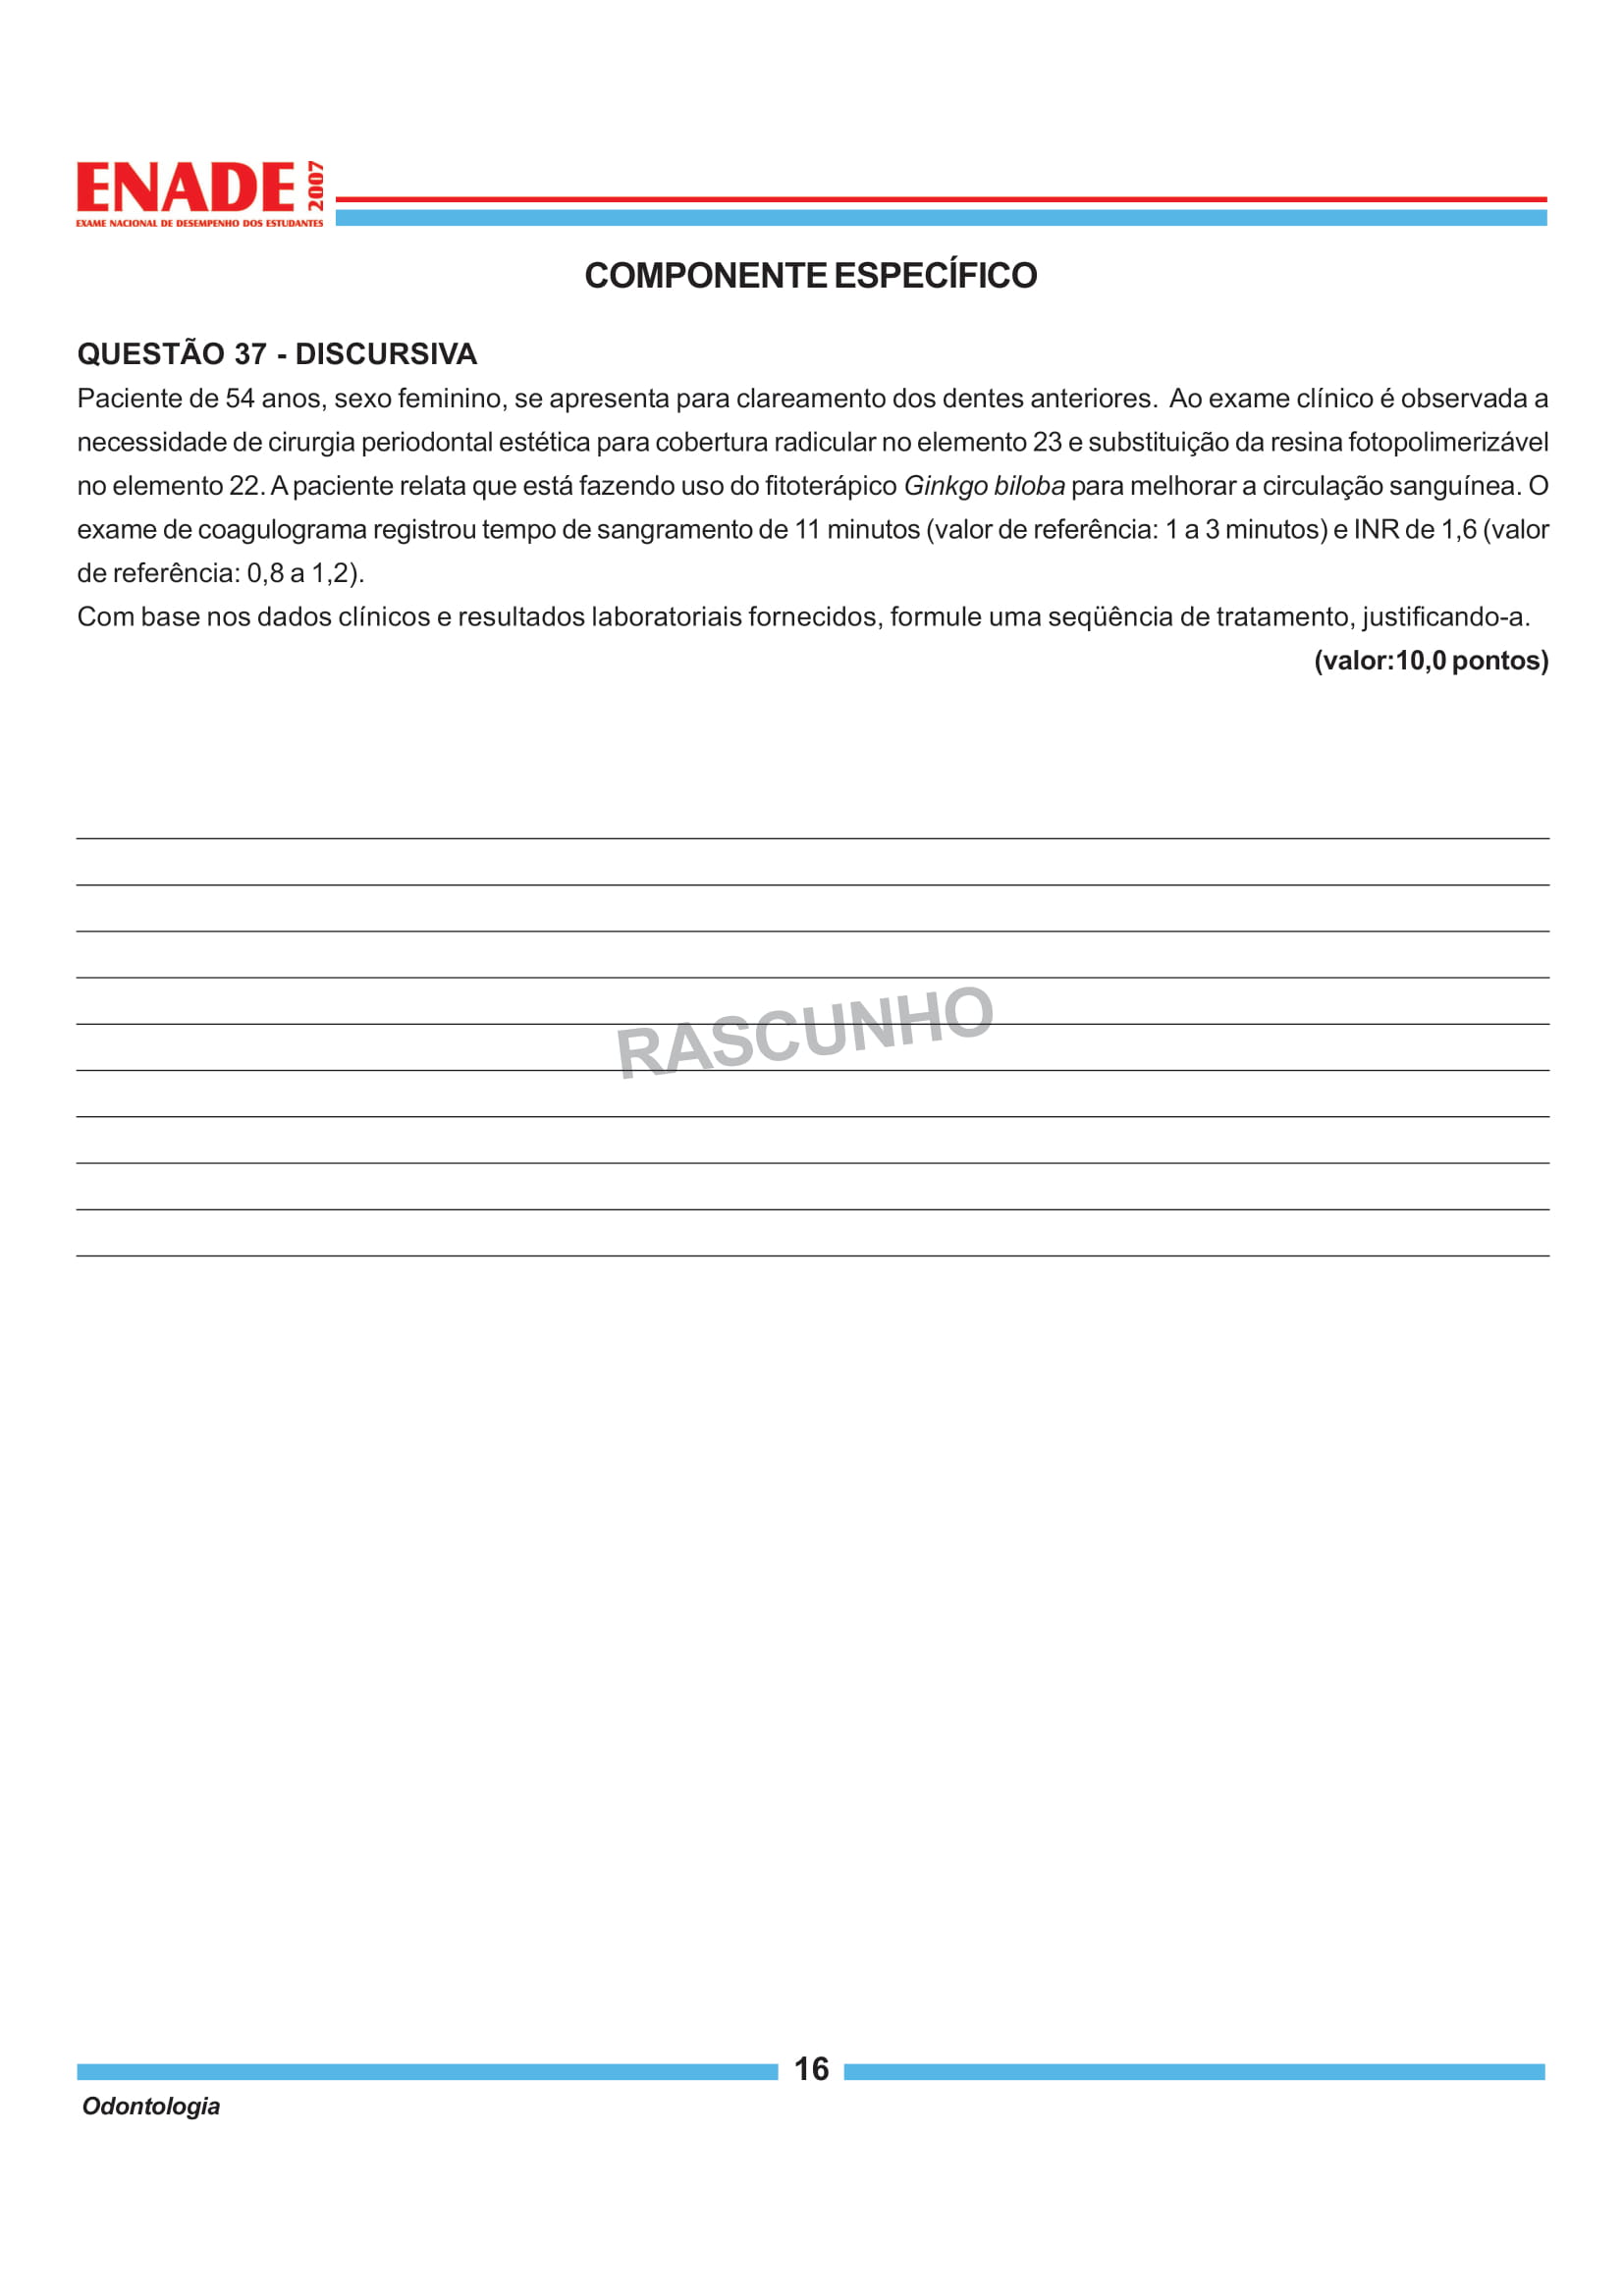 ENADE 2007
EXAME NACIONAL DE DESEMPENHO DOS ESTUDANTES
COMPONENTE ESPECÍFICO
QUESTÃO 37 - DISCURSIVA
Paciente de 54 anos, sexo feminino, se apresenta para clareamento dos dentes anteriores. Ao exame clínico é observada a
necessidade de cirurgia periodontal estética para cobertura radicular no elemento 23 e substituição da resina fotopolimerizável
no elemento 22. A paciente relata que está fazendo uso do fitoterápico Ginkgo biloba para melhorar a circulação sanguínea. O
exame de coagulograma registrou tempo de sangramento de 11 minutos (valor de referência: 1 a 3 minutos) e INR de 1,6 (valor
de referência: 0,8 a 1,2).
Com base nos dados clínicos e resultados laboratoriais fornecidos, formule uma seqüência de tratamento, justificando-a.
(valor:10,0 pontos)
RASCUNHO
16
Odontologia